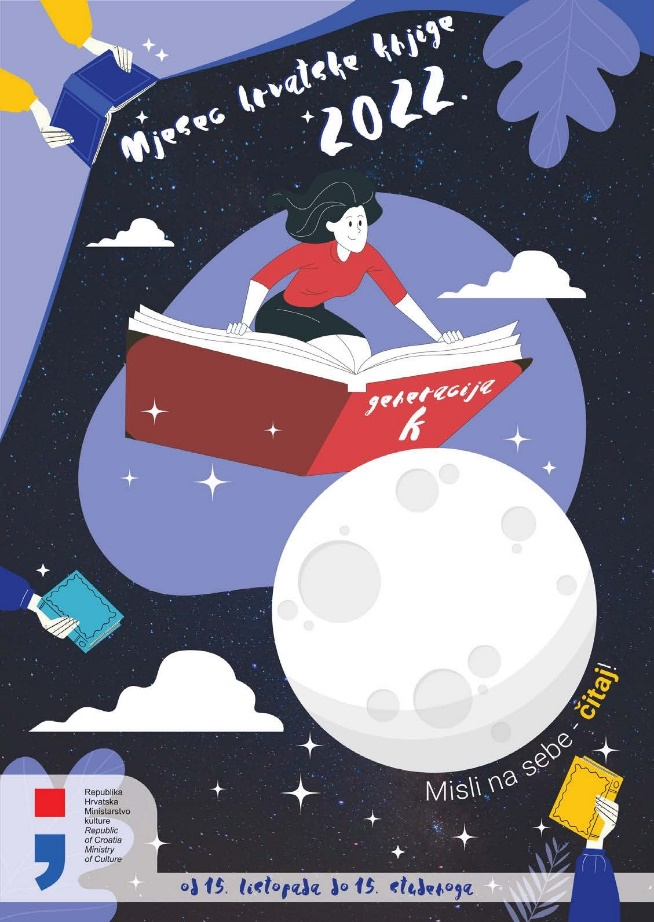 Mjesec hrvatske knjige
2022.
generacija
k
Misli na sebe - čitaj!
Republika
Hrvatska
Ministarstvo
kulture
Republic
of Croatia
Ministry
of Culture
od 15. listopada do 15. studenoga